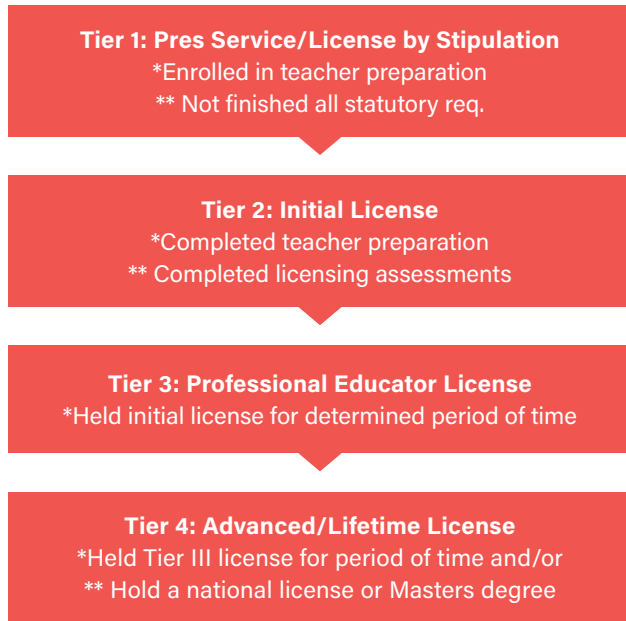 Tier 1: Pres Service/License by Stipulation
*Enrolled in teacher preparation
** Not finished all statutory req.
Tier 2: Initial License
*Completed teacher preparation
** Completed licensing assessments
Tier 3: Professional Educator License
*Held initial license for determined period of time
Tier 4: Advanced/Lifetime License
*Held Tier III license for period of time and/or
** Hold a national license or Masters degree